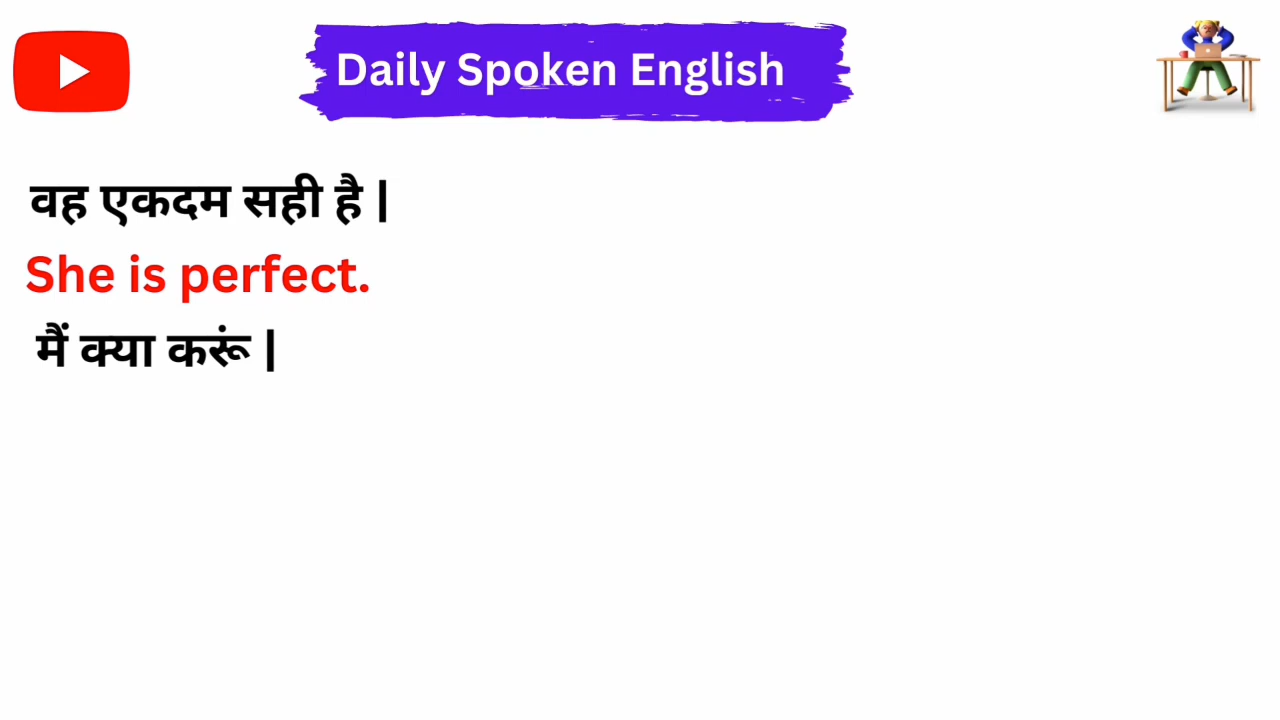 Daily Spoken English
वह एकदम सही है |
She is perfect.
मैं क्या करूं |